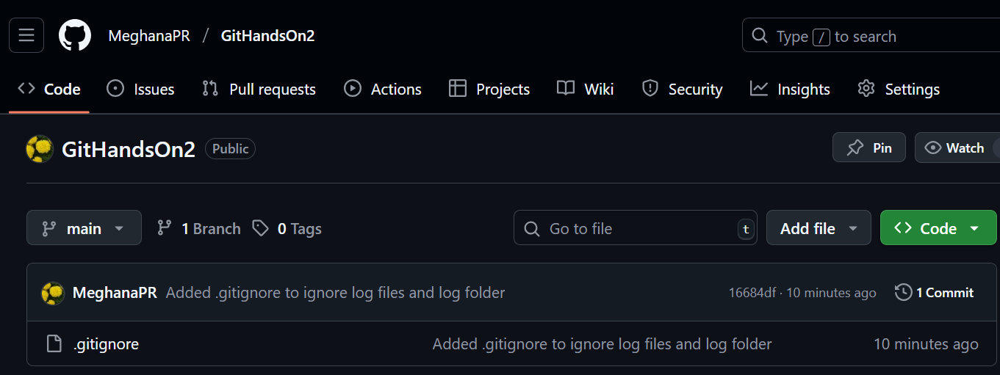 MeghanaPR / GitHandsOn2 Type / to search
Code Issues Pull requests Actions Projects Wiki Security Insights Settings
GitHandsOn2 Public Pin Watch
main 1 Branch 0 Tags Go to file t Add file Code
MeghanaPR Added .gitignore to ignore log files and log folder 16684df · 10 minutes ago 1 Commit
.gitignore Added .gitignore to ignore log files and log folder 10 minutes ago